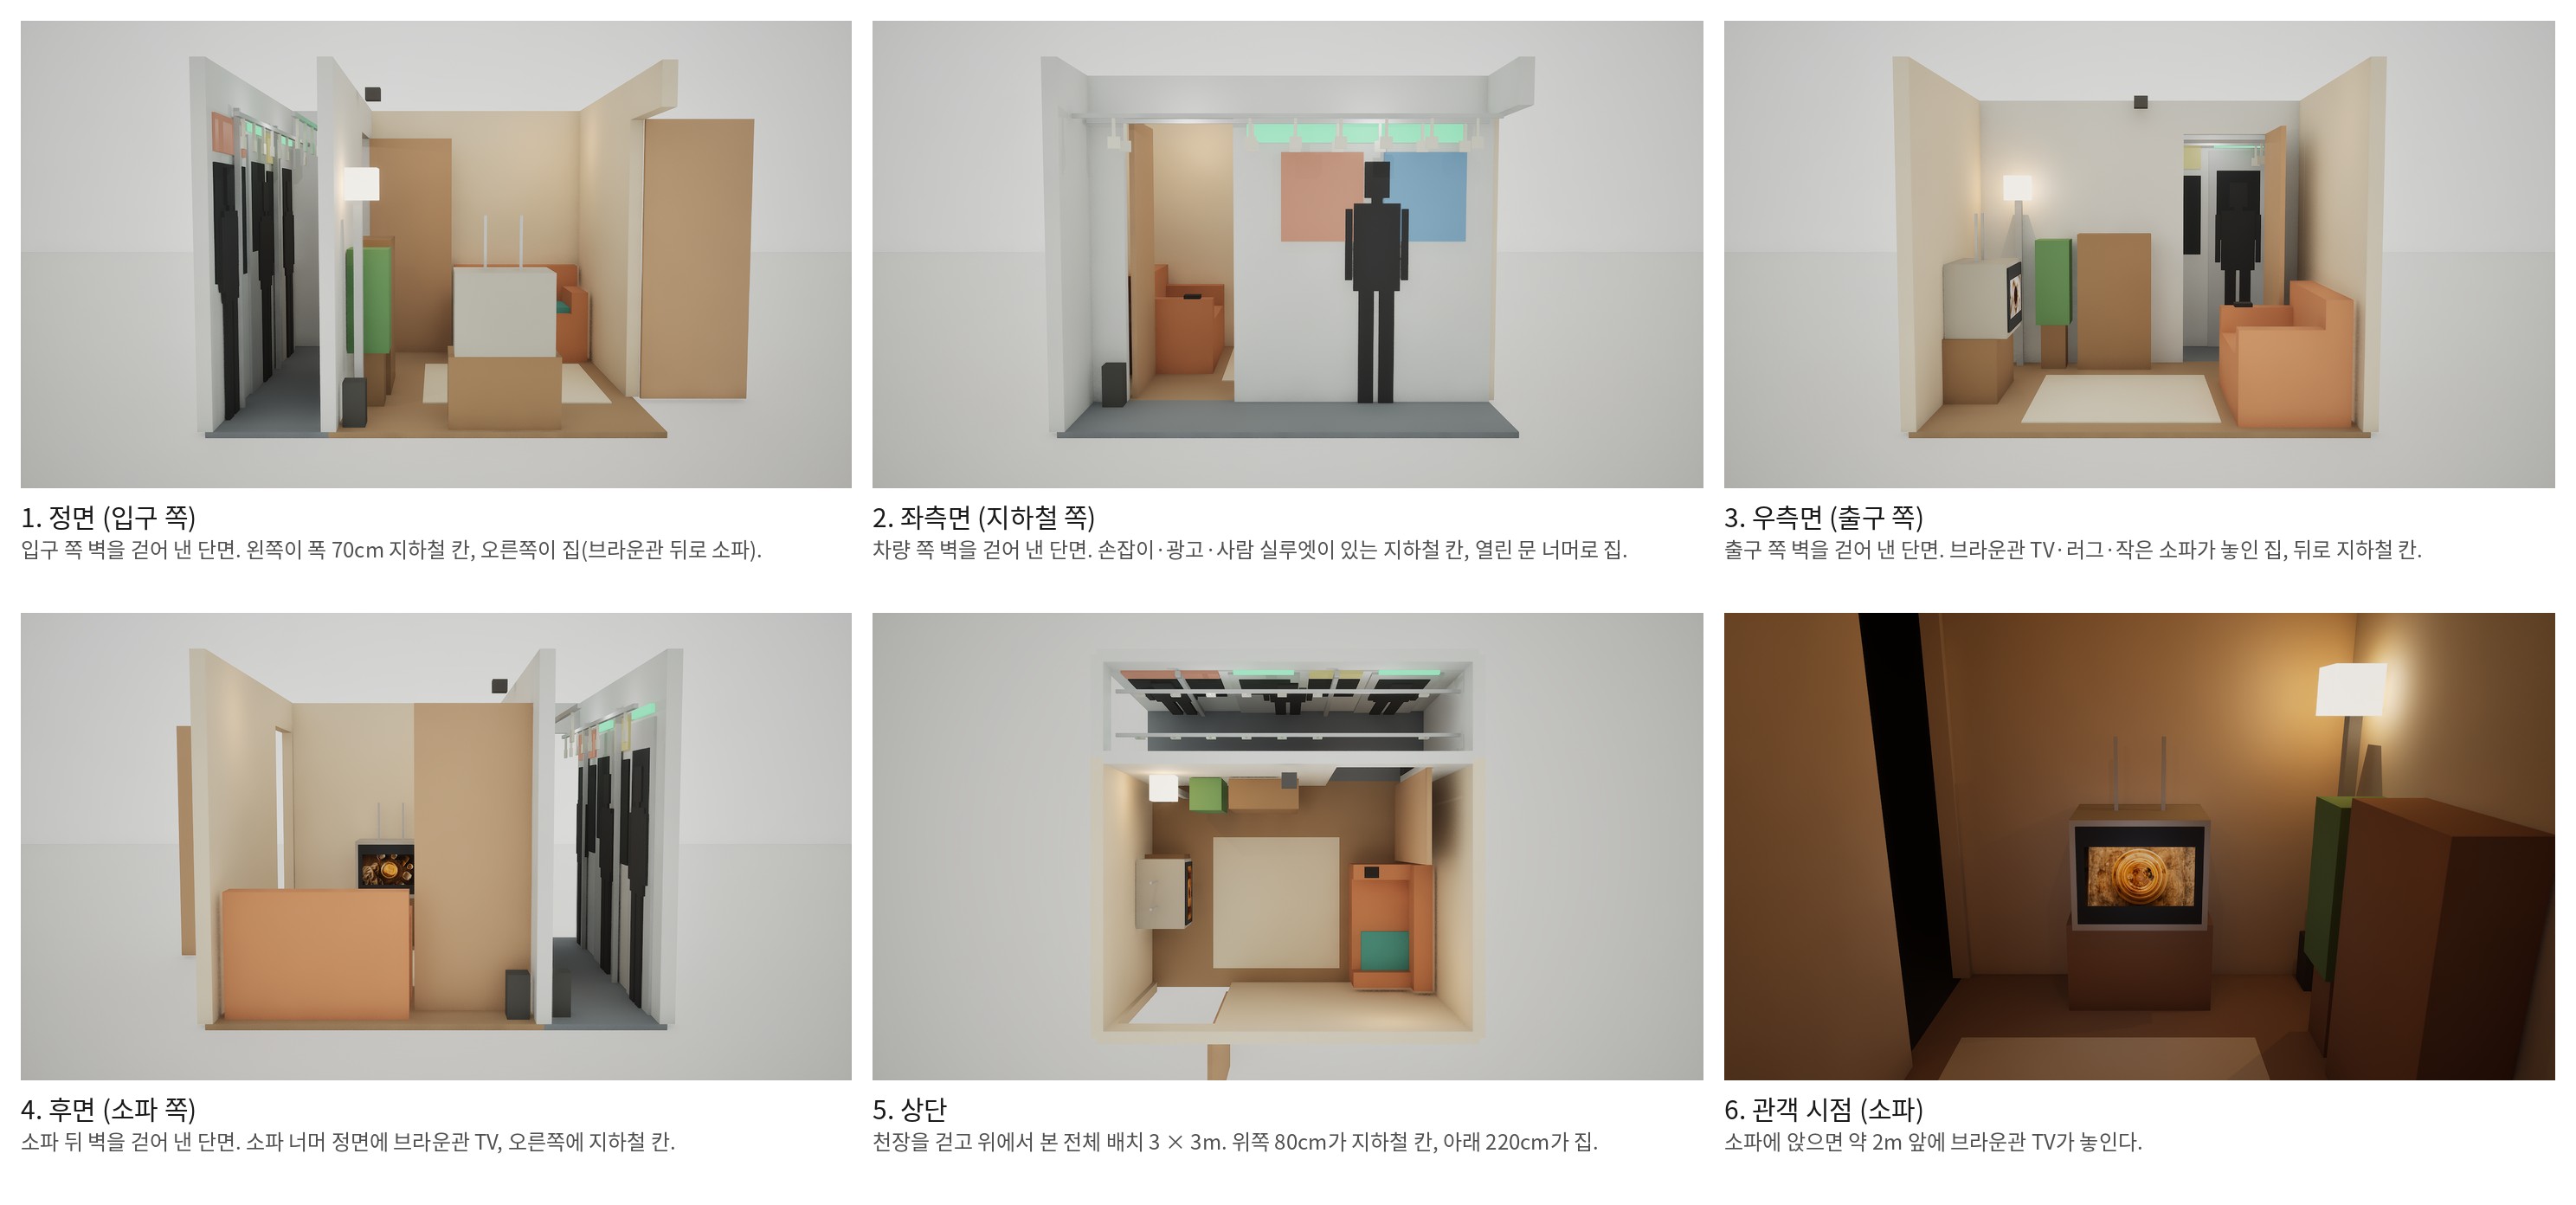 1. 정면 (입구 쪽)
입구 쪽 벽을 걷어 낸 단면. 왼쪽이 폭 70cm 지하철 칸, 오른쪽이 집(브라운관 뒤로 소파).
2. 좌측면 (지하철 쪽)
차량 쪽 벽을 걷어 낸 단면. 손잡이·광고·사람 실루엣이 있는 지하철 칸, 열린 문 너머로 집.
3. 우측면 (출구 쪽)
출구 쪽 벽을 걷어 낸 단면. 브라운관 TV·러그·작은 소파가 놓인 집, 뒤로 지하철 칸.
4. 후면 (소파 쪽)
소파 뒤 벽을 걷어 낸 단면. 소파 너머 정면에 브라운관 TV, 오른쪽에 지하철 칸.
5. 상단
천장을 걷고 위에서 본 전체 배치 3 × 3m. 위쪽 80cm가 지하철 칸, 아래 220cm가 집.
6. 관객 시점 (소파)
소파에 앉으면 약 2m 앞에 브라운관 TV가 놓인다.